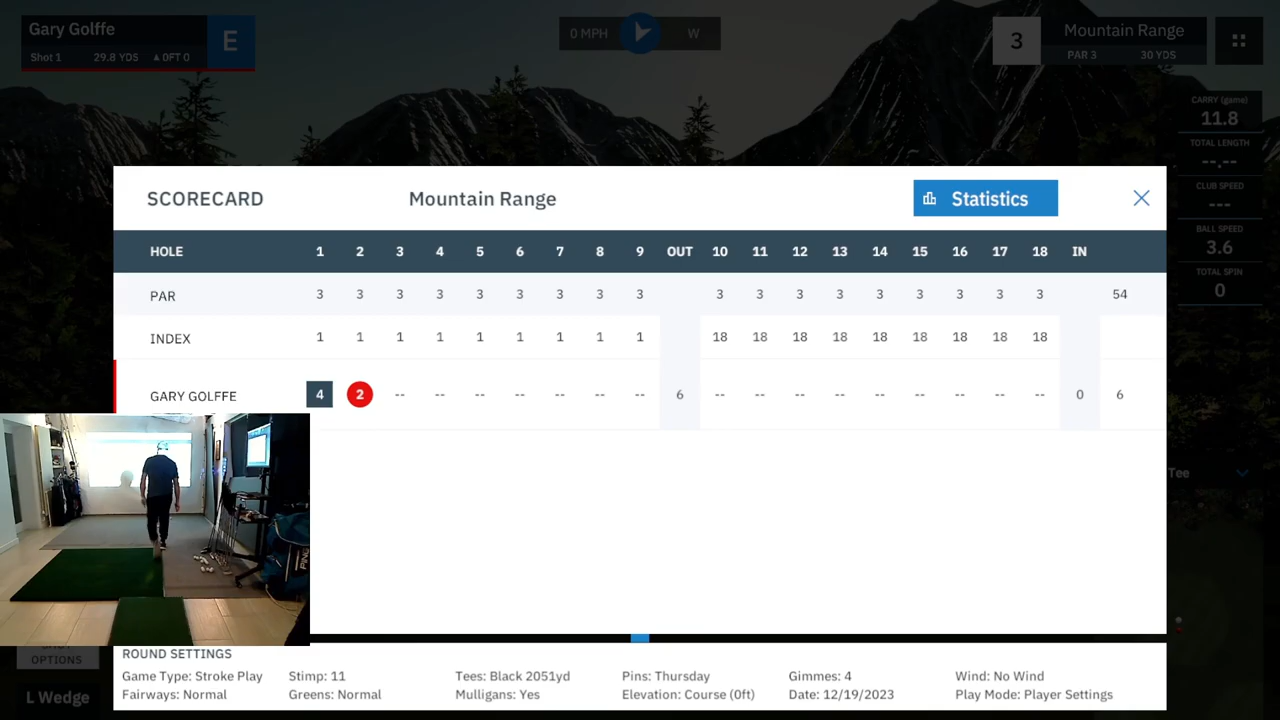 Gary Golffe
Shot 1 29.8 YDS ▲0FT 0
E
0 MPH W
3
Mountain Range
PAR 3 30 YDS
CARRY (game)
11.8
TOTAL LENGTH
--.--
CLUB SPEED
---
BALL SPEED
3.6
TOTAL SPIN
0
SCORECARD Mountain Range Statistics
HOLE 1 2 3 4 5 6 7 8 9 OUT 10 11 12 13 14 15 16 17 18 IN
PAR 3 3 3 3 3 3 3 3 3 3 3 3 3 3 3 3 3 3 54
INDEX 1 1 1 1 1 1 1 1 1 18 18 18 18 18 18 18 18 18
GARY GOLFFE 4 2 -- -- -- -- -- -- -- 6 -- -- -- -- -- -- -- -- -- 0 6
Tee
PING
OPTIONS
L Wedge
ROUND SETTINGS
Game Type: Stroke Play Stimp: 11 Tees: Black 2051yd Pins: Thursday Gimmes: 4 Wind: No Wind
Fairways: Normal Greens: Normal Mulligans: Yes Elevation: Course (0ft) Date: 12/19/2023 Play Mode: Player Settings